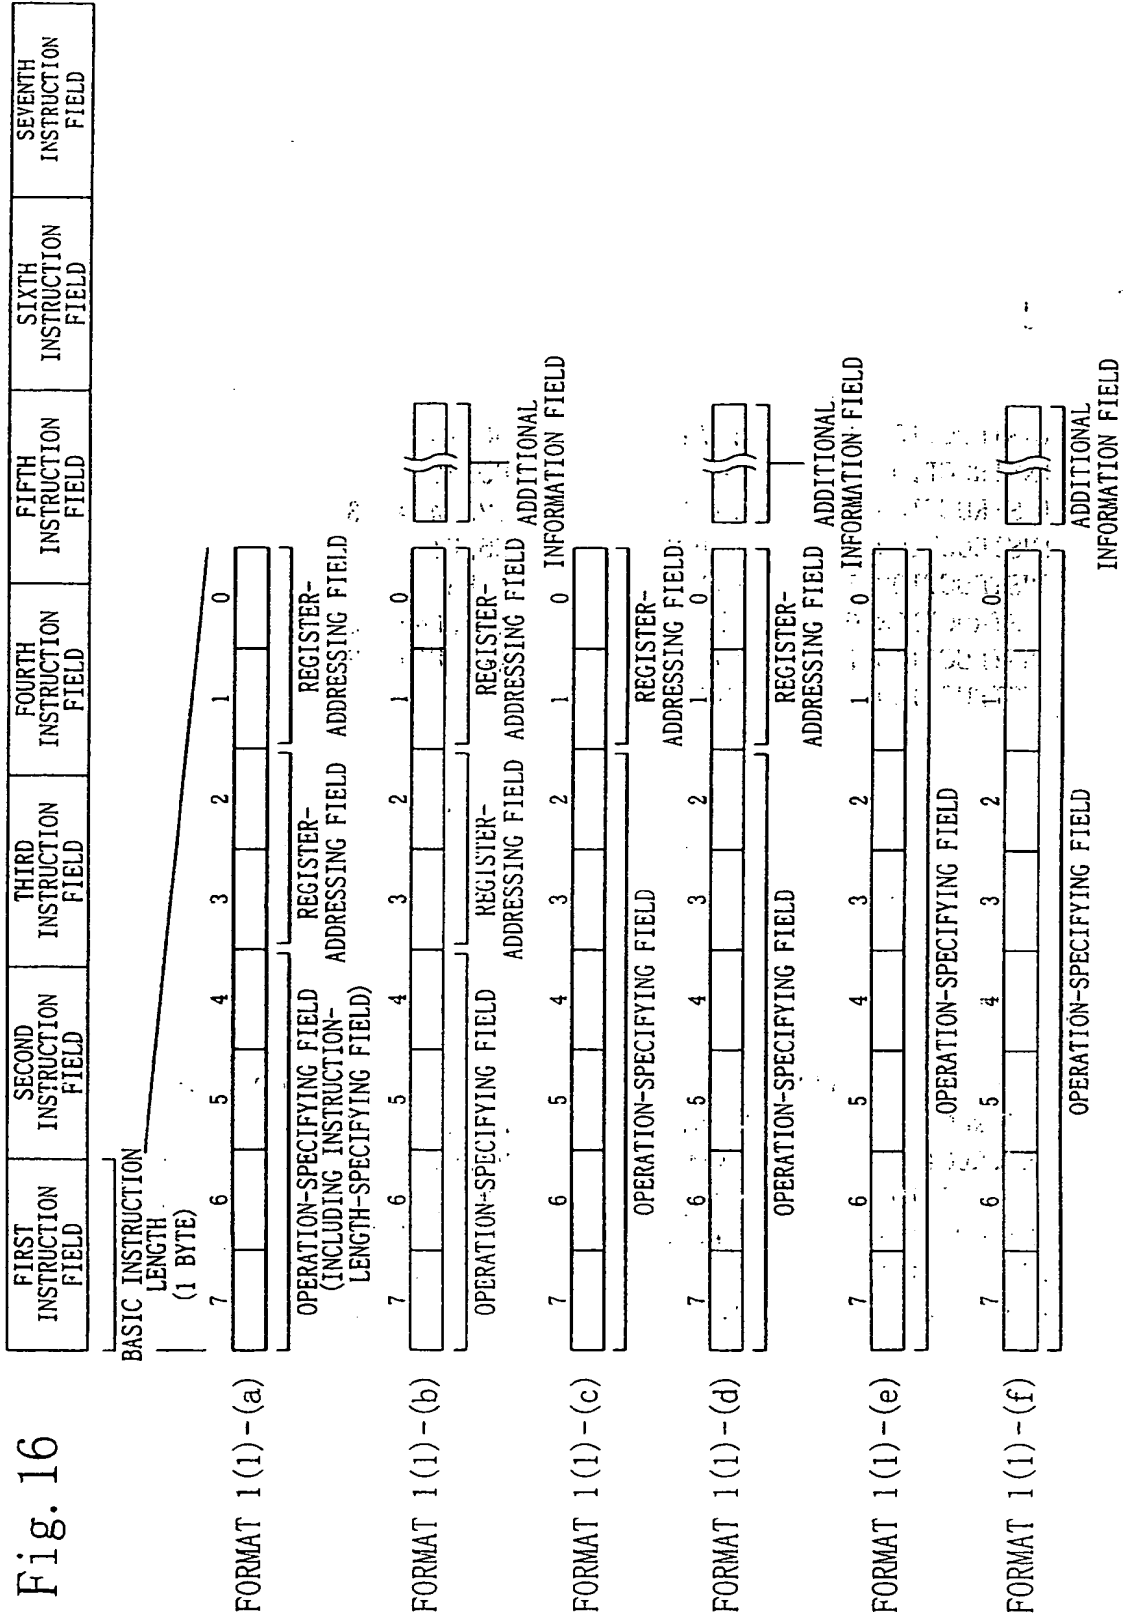 Fig. 16
FIRST
INSTRUCTION
FIELD
SECOND
INSTRUCTION
FIELD
THIRD
INSTRUCTION
FIELD
FOURTH
INSTRUCTION
FIELD
FIFTH
INSTRUCTION
FIELD
SIXTH
INSTRUCTION
FIELD
SEVENTH
INSTRUCTION
FIELD
BASIC INSTRUCTION
LENGTH
(1 BYTE)
FORMAT 1(1)-(a)
7 6 5 4 3 2 1 0
OPERATION-SPECIFYING FIELD
(INCLUDING INSTRUCTION-
LENGTH-SPECIFYING FIELD)
REGISTER-
ADDRESSING FIELD
REGISTER-
ADDRESSING FIELD
FORMAT 1(1)-(b)
7 6 5 4 3 2 1 0
OPERATION-SPECIFYING FIELD
REGISTER-
ADDRESSING FIELD
REGISTER-
ADDRESSING FIELD
ADDITIONAL
INFORMATION FIELD
FORMAT 1(1)-(c)
7 6 5 4 3 2 1 0
OPERATION-SPECIFYING FIELD
REGISTER-
ADDRESSING FIELD
FORMAT 1(1)-(d)
7 6 5 4 3 2 1 0
OPERATION-SPECIFYING FIELD
REGISTER-
ADDRESSING FIELD
ADDITIONAL
INFORMATION FIELD
FORMAT 1(1)-(e)
7 6 5 4 3 2 1 0
OPERATION-SPECIFYING FIELD
FORMAT 1(1)-(f)
7 6 5 4 3 2 1 0
OPERATION-SPECIFYING FIELD
ADDITIONAL
INFORMATION FIELD